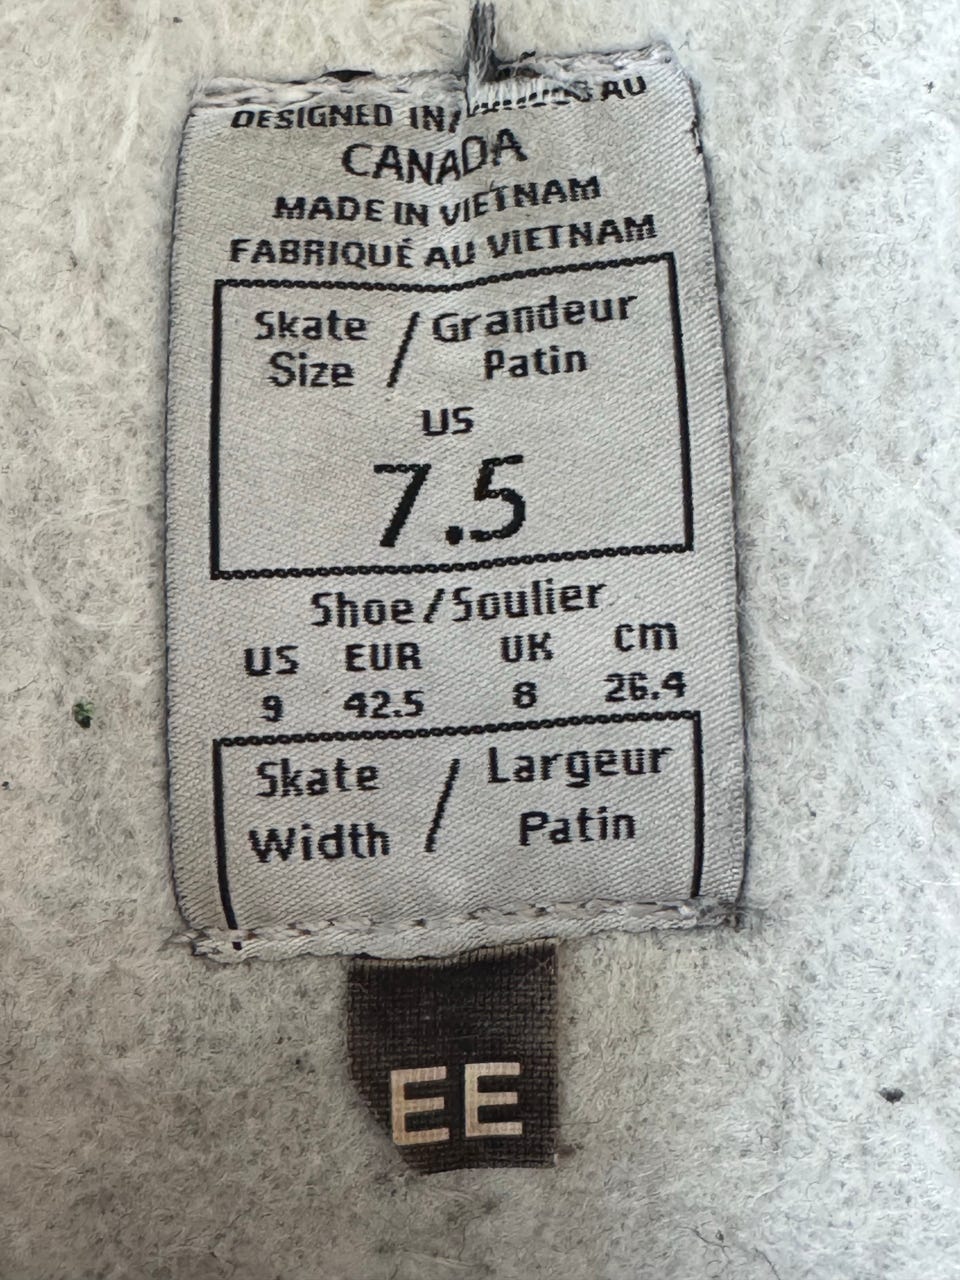 DESIGNED IN/ AU
CANADA
MADE IN VIETNAM
FABRIQUÉ AU VIETNAM
Skate Size / Grandeur Patin
US
7.5
Shoe/Soulier
US EUR UK cm
9 42.5 8 26.4
Skate Width / Largeur Patin
EE